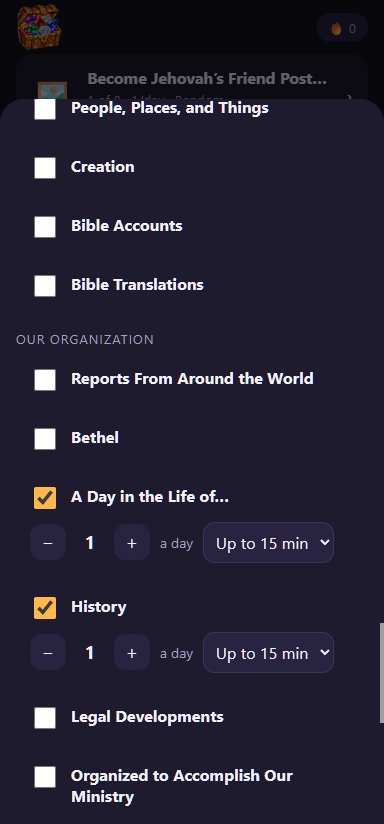 0
Become Jehovah's Friend Post...
People, Places, and Things
Creation
Bible Accounts
Bible Translations
OUR ORGANIZATION
Reports From Around the World
Bethel
A Day in the Life of...
− 1 + a day Up to 15 min
History
− 1 + a day Up to 15 min
Legal Developments
Organized to Accomplish Our
Ministry